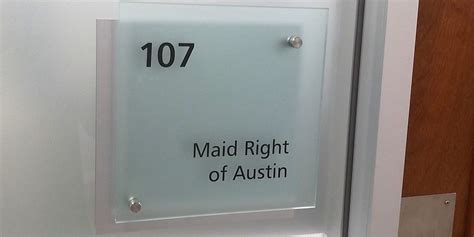 107
Maid Right
of Austin